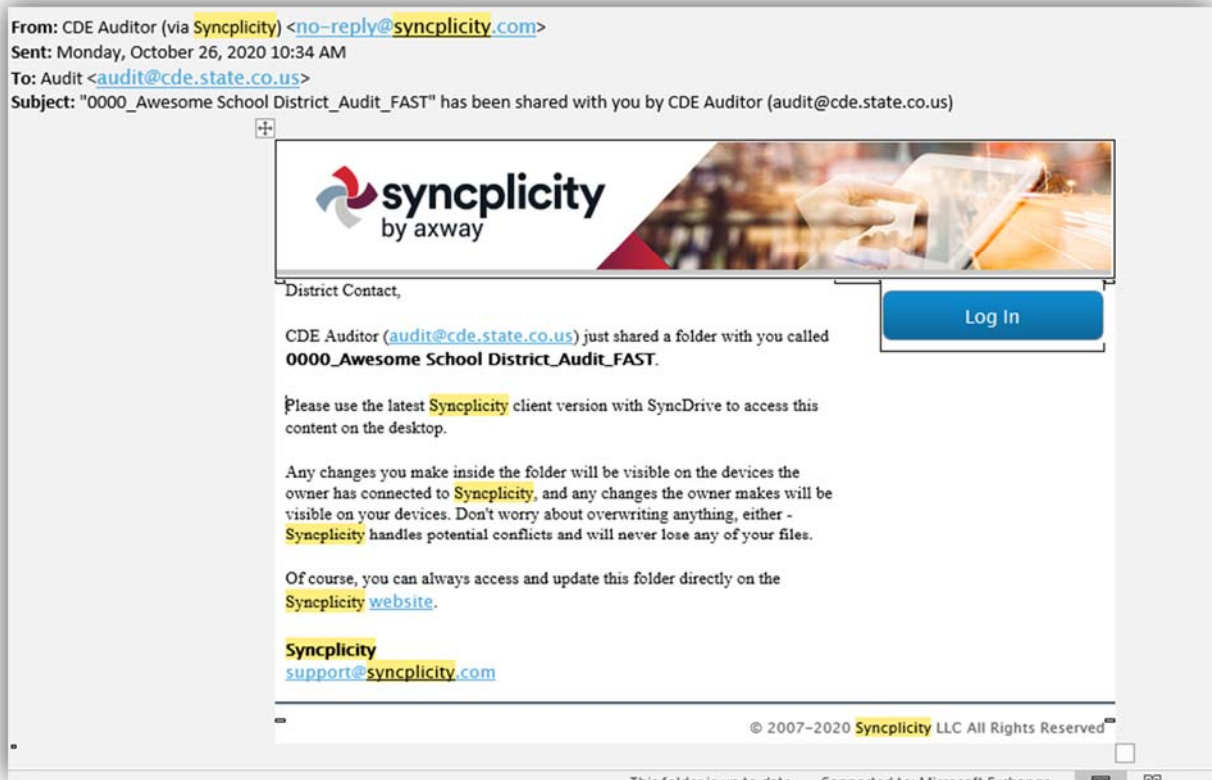 From: CDE Auditor (via Syncplicity) <no-reply@syncplicity.com>
Sent: Monday, October 26, 2020 10:34 AM
To: Audit <audit@cde.state.co.us>
Subject: "0000_Awesome School District_Audit_FAST" has been shared with you by CDE Auditor (audit@cde.state.co.us)
syncplicity
by axway
District Contact,
Log In
CDE Auditor (audit@cde.state.co.us) just shared a folder with you called
0000_Awesome School District_Audit_FAST.
Please use the latest Syncplicity client version with SyncDrive to access this
content on the desktop.
Any changes you make inside the folder will be visible on the devices the
owner has connected to Syncplicity, and any changes the owner makes will be
visible on your devices. Don't worry about overwriting anything, either -
Syncplicity handles potential conflicts and will never lose any of your files.
Of course, you can always access and update this folder directly on the
Syncplicity website.
Syncplicity
support@syncplicity.com
© 2007-2020 Syncplicity LLC All Rights Reserved
This folder is up to date. Connected to: Microsoft Exchange